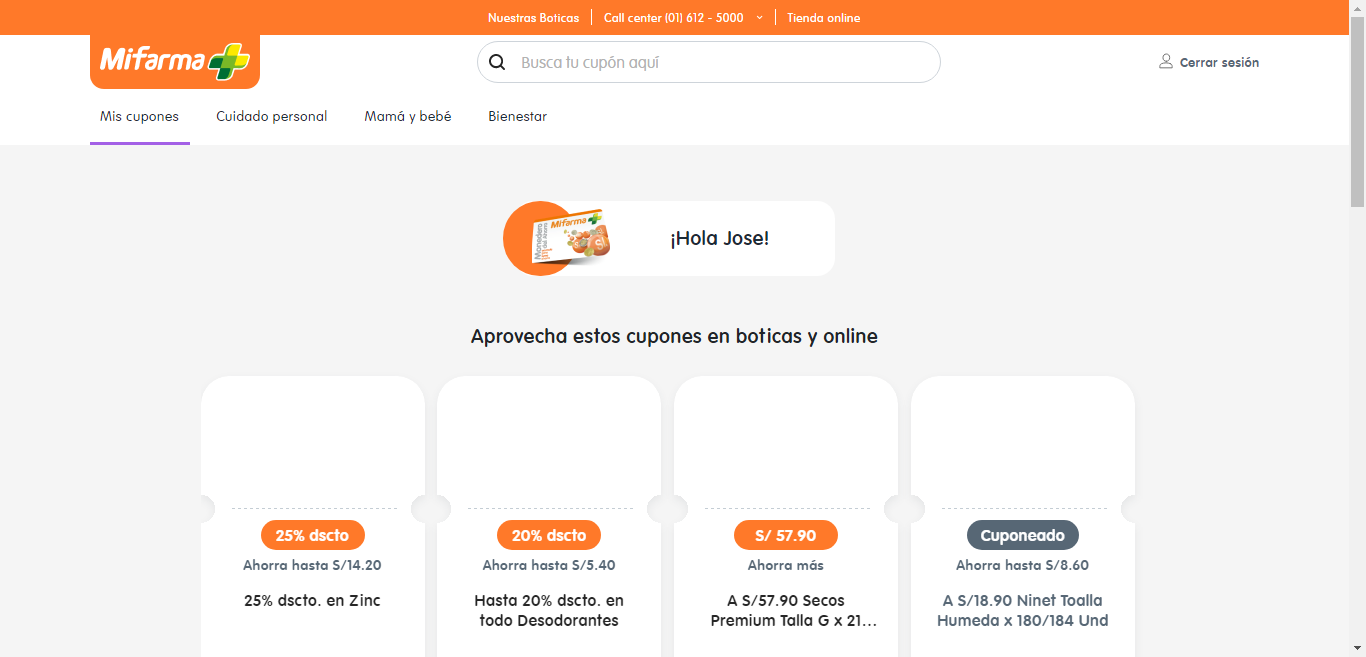 Nuestras Boticas
Call center (01) 612 - 5000
Tienda online
Mifarma
Busca tu cupón aquí
Cerrar sesión
Mis cupones
Cuidado personal
Mamá y bebé
Bienestar
Mifarma
Monedero
del Ahorro
¡Hola Jose!
Aprovecha estos cupones en boticas y online
25% dscto
Ahorra hasta S/14.20
25% dscto. en Zinc
20% dscto
Ahorra hasta S/5.40
Hasta 20% dscto. en
todo Desodorantes
S/ 57.90
Ahorra más
A S/57.90 Secos
Premium Talla G x 21...
Cuponeado
Ahorra hasta S/8.60
A S/18.90 Ninet Toalla
Humeda x 180/184 Und